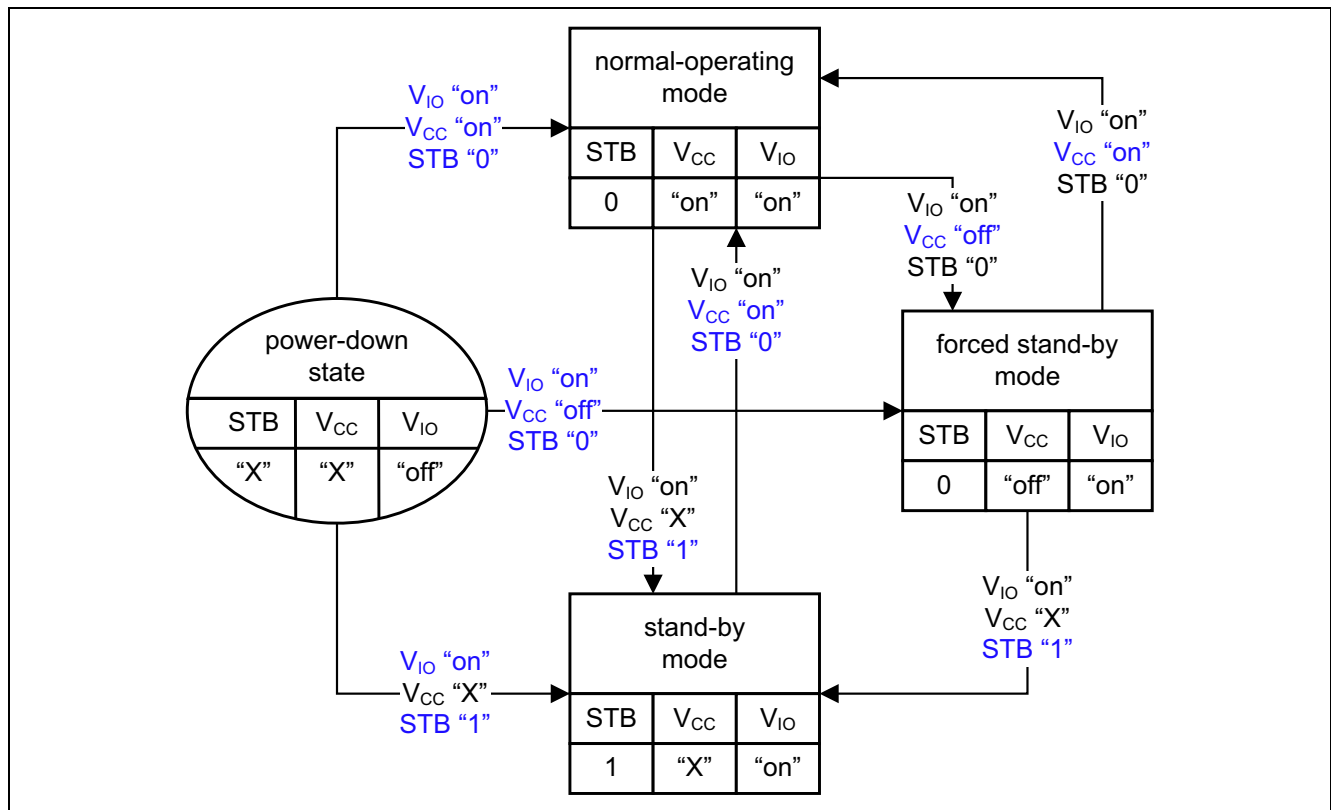 normal-operating
mode
STB VCC VIO
0 “on” “on”
VIO “on”
VCC “on”
STB “0”
VIO “on”
VCC “on”
STB “0”
VIO “on”
VCC “off”
STB “0”
VIO “on”
VCC “on”
STB “0”
power-down
state
STB VCC VIO
“X” “X” “off”
VIO “on”
VCC “off”
STB “0”
forced stand-by
mode
STB VCC VIO
0 “off” “on”
VIO “on”
VCC “X”
STB “1”
VIO “on”
VCC “X”
STB “1”
VIO “on”
VCC “X”
STB “1”
stand-by
mode
STB VCC VIO
1 “X” “on”